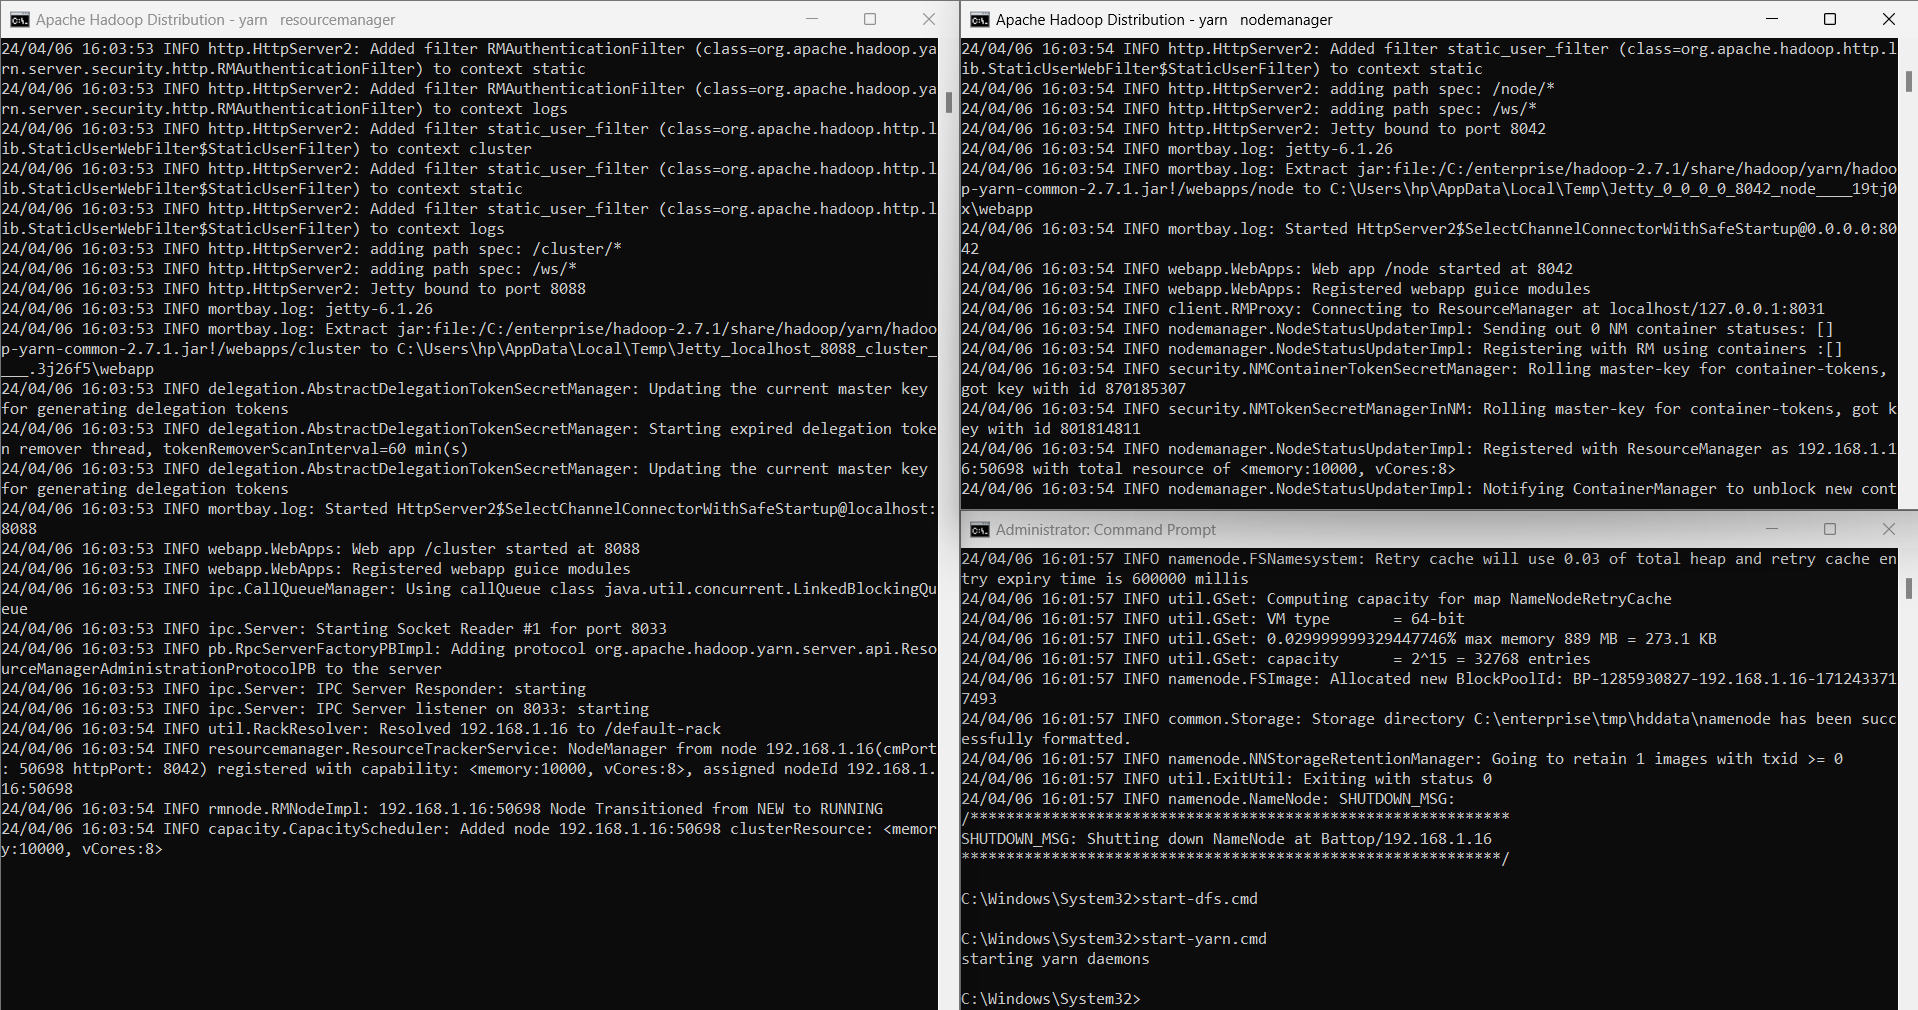 Apache Hadoop Distribution - yarn   resourcemanager
24/04/06 16:03:53 INFO http.HttpServer2: Added filter RMAuthenticationFilter (class=org.apache.hadoop.ya
rn.server.security.http.RMAuthenticationFilter) to context static
24/04/06 16:03:53 INFO http.HttpServer2: Added filter RMAuthenticationFilter (class=org.apache.hadoop.ya
rn.server.security.http.RMAuthenticationFilter) to context logs
24/04/06 16:03:53 INFO http.HttpServer2: Added filter static_user_filter (class=org.apache.hadoop.http.l
ib.StaticUserWebFilter$StaticUserFilter) to context cluster
24/04/06 16:03:53 INFO http.HttpServer2: Added filter static_user_filter (class=org.apache.hadoop.http.l
ib.StaticUserWebFilter$StaticUserFilter) to context static
24/04/06 16:03:53 INFO http.HttpServer2: Added filter static_user_filter (class=org.apache.hadoop.http.l
ib.StaticUserWebFilter$StaticUserFilter) to context logs
24/04/06 16:03:53 INFO http.HttpServer2: adding path spec: /cluster/*
24/04/06 16:03:53 INFO http.HttpServer2: adding path spec: /ws/*
24/04/06 16:03:53 INFO http.HttpServer2: Jetty bound to port 8088
24/04/06 16:03:53 INFO mortbay.log: jetty-6.1.26
24/04/06 16:03:53 INFO mortbay.log: Extract jar:file:/C:/enterprise/hadoop-2.7.1/share/hadoop/yarn/hadoo
p-yarn-common-2.7.1.jar!/webapps/cluster to C:\Users\hp\AppData\Local\Temp\Jetty_localhost_8088_cluster_
___.3j26f5\webapp
24/04/06 16:03:53 INFO delegation.AbstractDelegationTokenSecretManager: Updating the current master key
for generating delegation tokens
24/04/06 16:03:53 INFO delegation.AbstractDelegationTokenSecretManager: Starting expired delegation toke
n remover thread, tokenRemoverScanInterval=60 min(s)
24/04/06 16:03:53 INFO delegation.AbstractDelegationTokenSecretManager: Updating the current master key
for generating delegation tokens
24/04/06 16:03:53 INFO mortbay.log: Started HttpServer2$SelectChannelConnectorWithSafeStartup@localhost:
8088
24/04/06 16:03:53 INFO webapp.WebApps: Web app /cluster started at 8088
24/04/06 16:03:53 INFO webapp.WebApps: Registered webapp guice modules
24/04/06 16:03:53 INFO ipc.CallQueueManager: Using callQueue class java.util.concurrent.LinkedBlockingQu
eue
24/04/06 16:03:53 INFO ipc.Server: Starting Socket Reader #1 for port 8033
24/04/06 16:03:53 INFO pb.RpcServerFactoryPBImpl: Adding protocol org.apache.hadoop.yarn.server.api.Reso
urceManagerAdministrationProtocolPB to the server
24/04/06 16:03:53 INFO ipc.Server: IPC Server Responder: starting
24/04/06 16:03:53 INFO ipc.Server: IPC Server listener on 8033: starting
24/04/06 16:03:54 INFO util.RackResolver: Resolved 192.168.1.16 to /default-rack
24/04/06 16:03:54 INFO resourcemanager.ResourceTrackerService: NodeManager from node 192.168.1.16(cmPort
: 50698 httpPort: 8042) registered with capability: <memory:10000, vCores:8>, assigned nodeId 192.168.1.
16:50698
24/04/06 16:03:54 INFO rmnode.RMNodeImpl: 192.168.1.16:50698 Node Transitioned from NEW to RUNNING
24/04/06 16:03:54 INFO capacity.CapacityScheduler: Added node 192.168.1.16:50698 clusterResource: <memor
y:10000, vCores:8>
Apache Hadoop Distribution - yarn   nodemanager
24/04/06 16:03:54 INFO http.HttpServer2: Added filter static_user_filter (class=org.apache.hadoop.http.l
ib.StaticUserWebFilter$StaticUserFilter) to context static
24/04/06 16:03:54 INFO http.HttpServer2: adding path spec: /node/*
24/04/06 16:03:54 INFO http.HttpServer2: adding path spec: /ws/*
24/04/06 16:03:54 INFO http.HttpServer2: Jetty bound to port 8042
24/04/06 16:03:54 INFO mortbay.log: jetty-6.1.26
24/04/06 16:03:54 INFO mortbay.log: Extract jar:file:/C:/enterprise/hadoop-2.7.1/share/hadoop/yarn/hadoo
p-yarn-common-2.7.1.jar!/webapps/node to C:\Users\hp\AppData\Local\Temp\Jetty_0_0_0_0_8042_node____19tj0
x\webapp
24/04/06 16:03:54 INFO mortbay.log: Started HttpServer2$SelectChannelConnectorWithSafeStartup@0.0.0.0:80
42
24/04/06 16:03:54 INFO webapp.WebApps: Web app /node started at 8042
24/04/06 16:03:54 INFO webapp.WebApps: Registered webapp guice modules
24/04/06 16:03:54 INFO client.RMProxy: Connecting to ResourceManager at localhost/127.0.0.1:8031
24/04/06 16:03:54 INFO nodemanager.NodeStatusUpdaterImpl: Sending out 0 NM container statuses: []
24/04/06 16:03:54 INFO nodemanager.NodeStatusUpdaterImpl: Registering with RM using containers :[]
24/04/06 16:03:54 INFO security.NMContainerTokenSecretManager: Rolling master-key for container-tokens,
got key with id 870185307
24/04/06 16:03:54 INFO security.NMTokenSecretManagerInNM: Rolling master-key for container-tokens, got k
ey with id 801814811
24/04/06 16:03:54 INFO nodemanager.NodeStatusUpdaterImpl: Registered with ResourceManager as 192.168.1.1
6:50698 with total resource of <memory:10000, vCores:8>
24/04/06 16:03:54 INFO nodemanager.NodeStatusUpdaterImpl: Notifying ContainerManager to unblock new cont
Administrator: Command Prompt
24/04/06 16:01:57 INFO namenode.FSNamesystem: Retry cache will use 0.03 of total heap and retry cache en
try expiry time is 600000 millis
24/04/06 16:01:57 INFO util.GSet: Computing capacity for map NameNodeRetryCache
24/04/06 16:01:57 INFO util.GSet: VM type       = 64-bit
24/04/06 16:01:57 INFO util.GSet: 0.029999999329447746% max memory 889 MB = 273.1 KB
24/04/06 16:01:57 INFO util.GSet: capacity      = 2^15 = 32768 entries
24/04/06 16:01:57 INFO namenode.FSImage: Allocated new BlockPoolId: BP-1285930827-192.168.1.16-171243371
7493
24/04/06 16:01:57 INFO common.Storage: Storage directory C:\enterprise\tmp\hddata\namenode has been succ
essfully formatted.
24/04/06 16:01:57 INFO namenode.NNStorageRetentionManager: Going to retain 1 images with txid >= 0
24/04/06 16:01:57 INFO util.ExitUtil: Exiting with status 0
24/04/06 16:01:57 INFO namenode.NameNode: SHUTDOWN_MSG:
/************************************************************
SHUTDOWN_MSG: Shutting down NameNode at Battop/192.168.1.16
************************************************************/
C:\Windows\System32>start-dfs.cmd
C:\Windows\System32>start-yarn.cmd
starting yarn daemons
C:\Windows\System32>